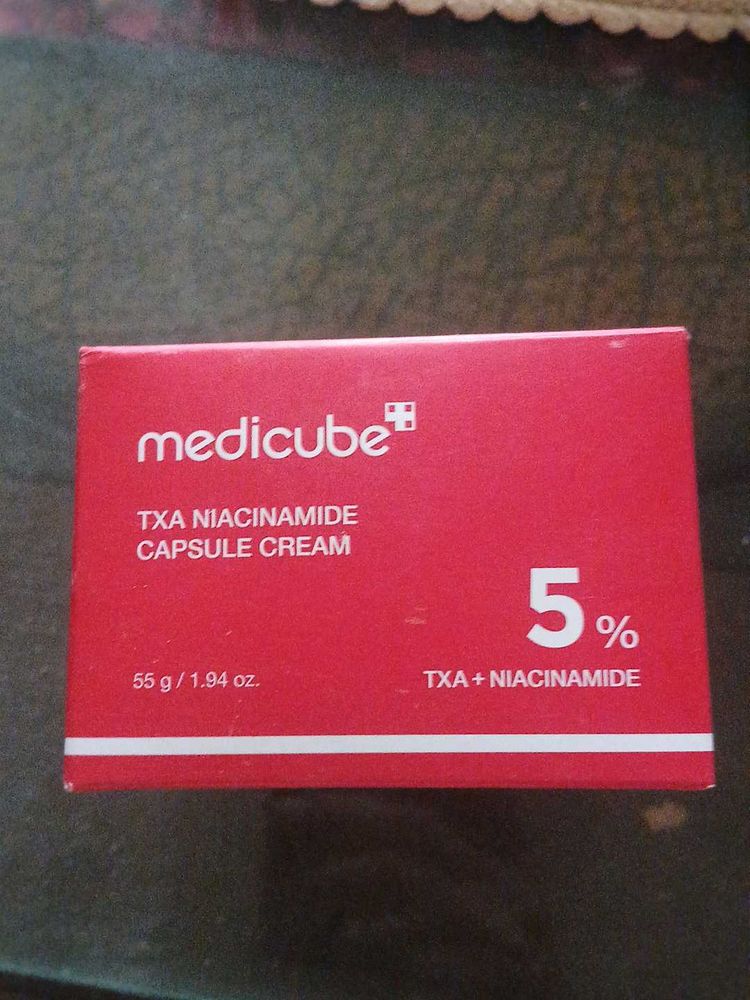 medicube
TXA NIACINAMIDE
CAPSULE CREAM
5 %
55 g / 1.94 oz.
TXA + NIACINAMIDE